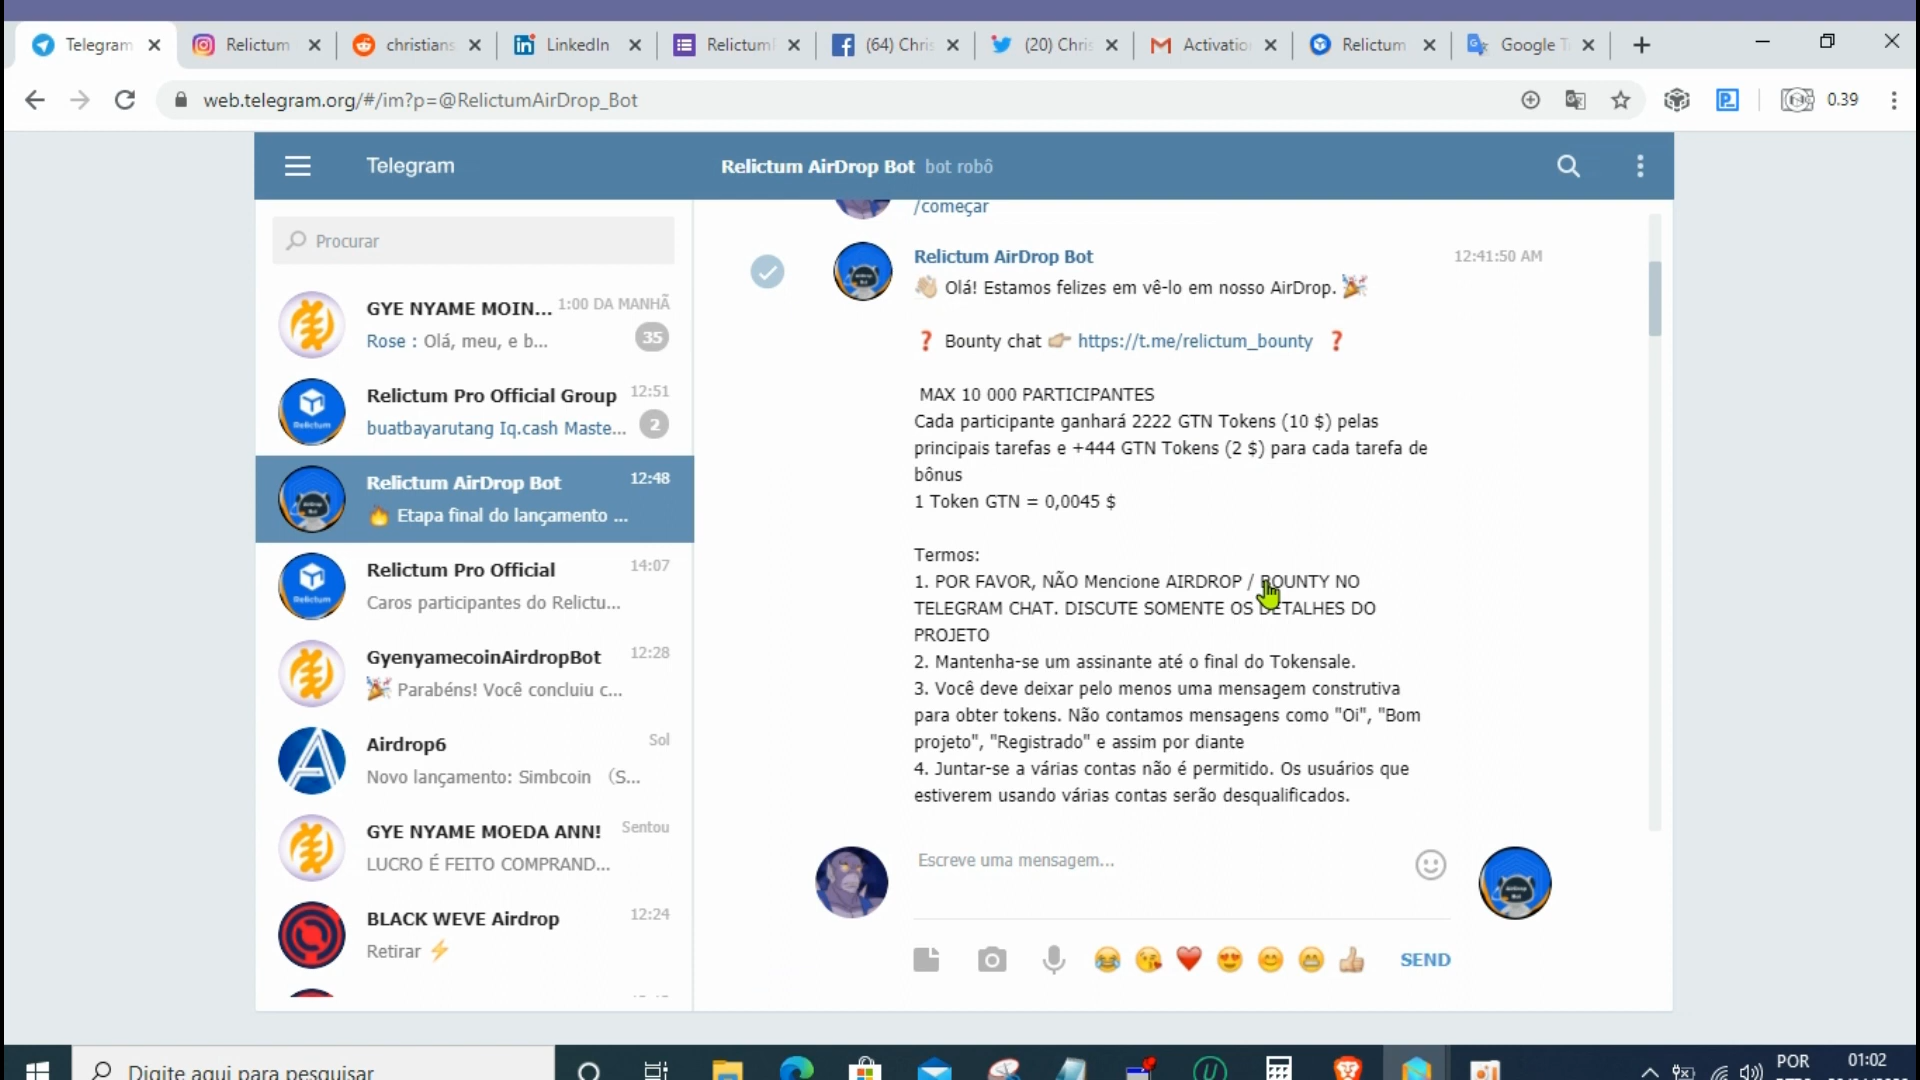 Telegram
Relictum
christians
LinkedIn
Relictum
(64) Chris
(20) Chris
Activatio
Relictum
Google T
web.telegram.org/#/im?p=@RelictumAirDrop_Bot
0.39
Telegram
Relictum AirDrop Bot bot robô
Procurar
GYE NYAME MOIN... 1:00 DA MANHÃ
Rose : Olá, meu, e b... 35
Relictum Pro Official Group 12:51
buatbayarutang Iq.cash Maste... 2
Relictum AirDrop Bot 12:48
🔥 Etapa final do lançamento ...
Relictum Pro Official 14:07
Caros participantes do Relictu...
GyenyamecoinAirdropBot 12:28
🎉 Parabéns! Você concluiu c...
Airdrop6 Sol
Novo lançamento: Simbcoin （S...
GYE NYAME MOEDA ANN! Sentou
LUCRO É FEITO COMPRAND...
BLACK WEVE Airdrop 12:24
Retirar ⚡
/começar
Relictum AirDrop Bot 12:41:50 AM
👋🏼 Olá! Estamos felizes em vê-lo em nosso AirDrop. 🎉
❓ Bounty chat 👉🏼 https://t.me/relictum_bounty ❓
MAX 10 000 PARTICIPANTES
Cada participante ganhará 2222 GTN Tokens (10 $) pelas
principais tarefas e +444 GTN Tokens (2 $) para cada tarefa de
bônus
1 Token GTN = 0,0045 $
Termos:
1. POR FAVOR, NÃO Mencione AIRDROP / BOUNTY NO
TELEGRAM CHAT. DISCUTE SOMENTE OS DETALHES DO
PROJETO
2. Mantenha-se um assinante até o final do Tokensale.
3. Você deve deixar pelo menos uma mensagem construtiva
para obter tokens. Não contamos mensagens como "Oi", "Bom
projeto", "Registrado" e assim por diante
4. Juntar-se a várias contas não é permitido. Os usuários que
estiverem usando várias contas serão desqualificados.
Escreve uma mensagem...
SEND
Digite aqui para pesquisar
POR
01:02